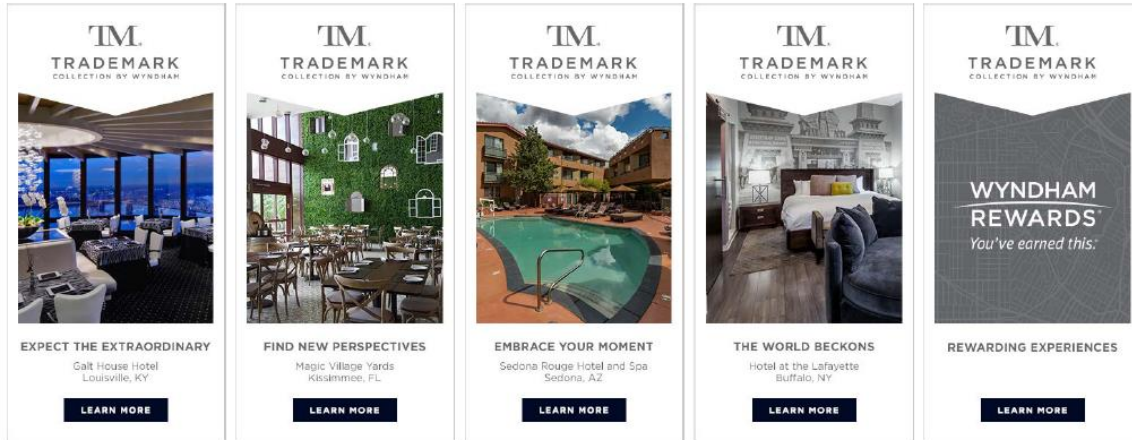 TM.
TRADEMARK
COLLECTION BY WYNDHAM
EXPECT THE EXTRAORDINARY
Galt House Hotel
Louisville, KY
LEARN MORE
TM.
TRADEMARK
COLLECTION BY WYNDHAM
FIND NEW PERSPECTIVES
Magic Village Yards
Kissimmee, FL
LEARN MORE
TM.
TRADEMARK
COLLECTION BY WYNDHAM
EMBRACE YOUR MOMENT
Sedona Rouge Hotel and Spa
Sedona, AZ
LEARN MORE
TM.
TRADEMARK
COLLECTION BY WYNDHAM
THE WORLD BECKONS
Hotel at the Lafayette
Buffalo, NY
LEARN MORE
TM.
TRADEMARK
COLLECTION BY WYNDHAM
WYNDHAM
REWARDS®
You've earned this.℠
REWARDING EXPERIENCES
LEARN MORE